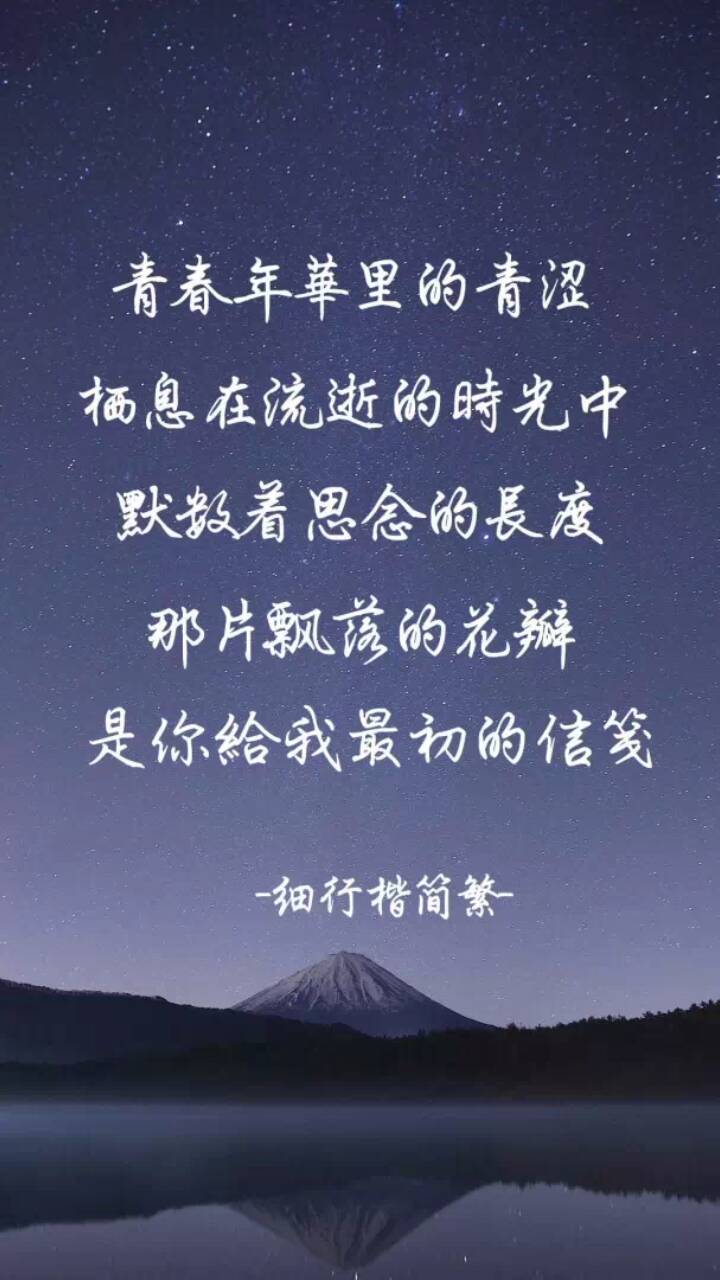 青春年華里的青涩
栖息在流逝的時光中
默数着思念的長度
那片飘落的花瓣
是你給我最初的信笺
-细行楷简繁-